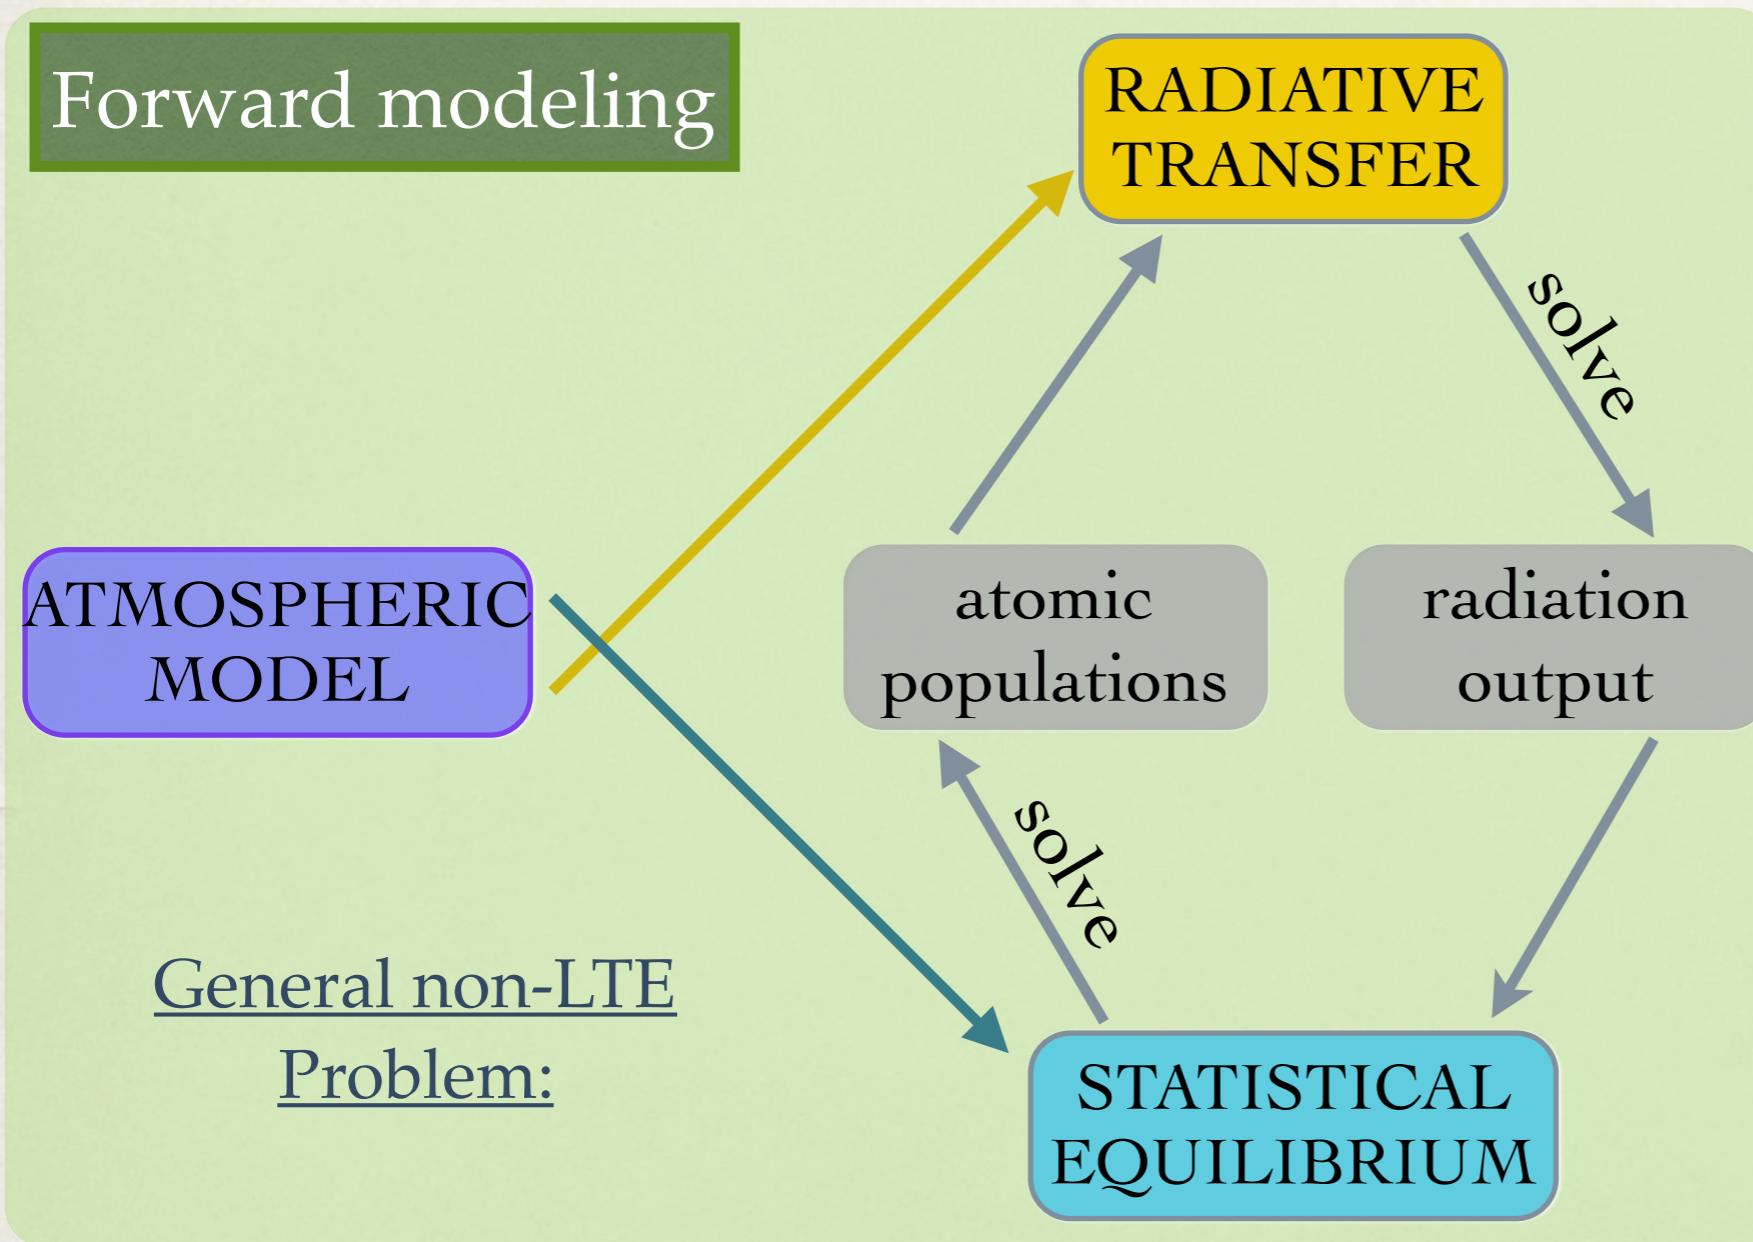 Forward modeling
RADIATIVE
TRANSFER
solve
ATMOSPHERIC
MODEL
atomic
populations
radiation
output
solve
General non-LTE
Problem:
STATISTICAL
EQUILIBRIUM